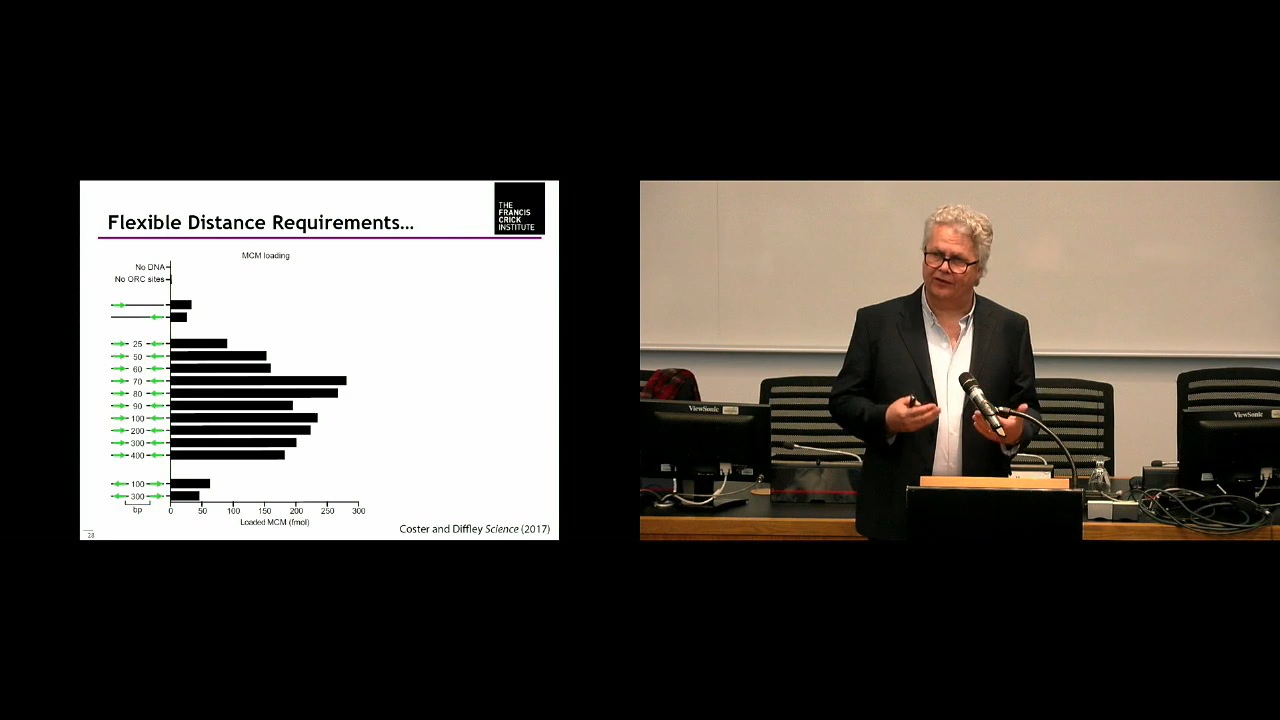 Flexible Distance Requirements...
THE
FRANCIS
CRICK
INSTITUTE
MCM loading
No DNA
No ORC sites
25
50
60
70
80
90
100
200
300
400
100
300
bp
0 50 100 150 200 250 300
Loaded MCM (fmol)
Coster and Diffley Science (2017)
28
ViewSonic
ViewSonic